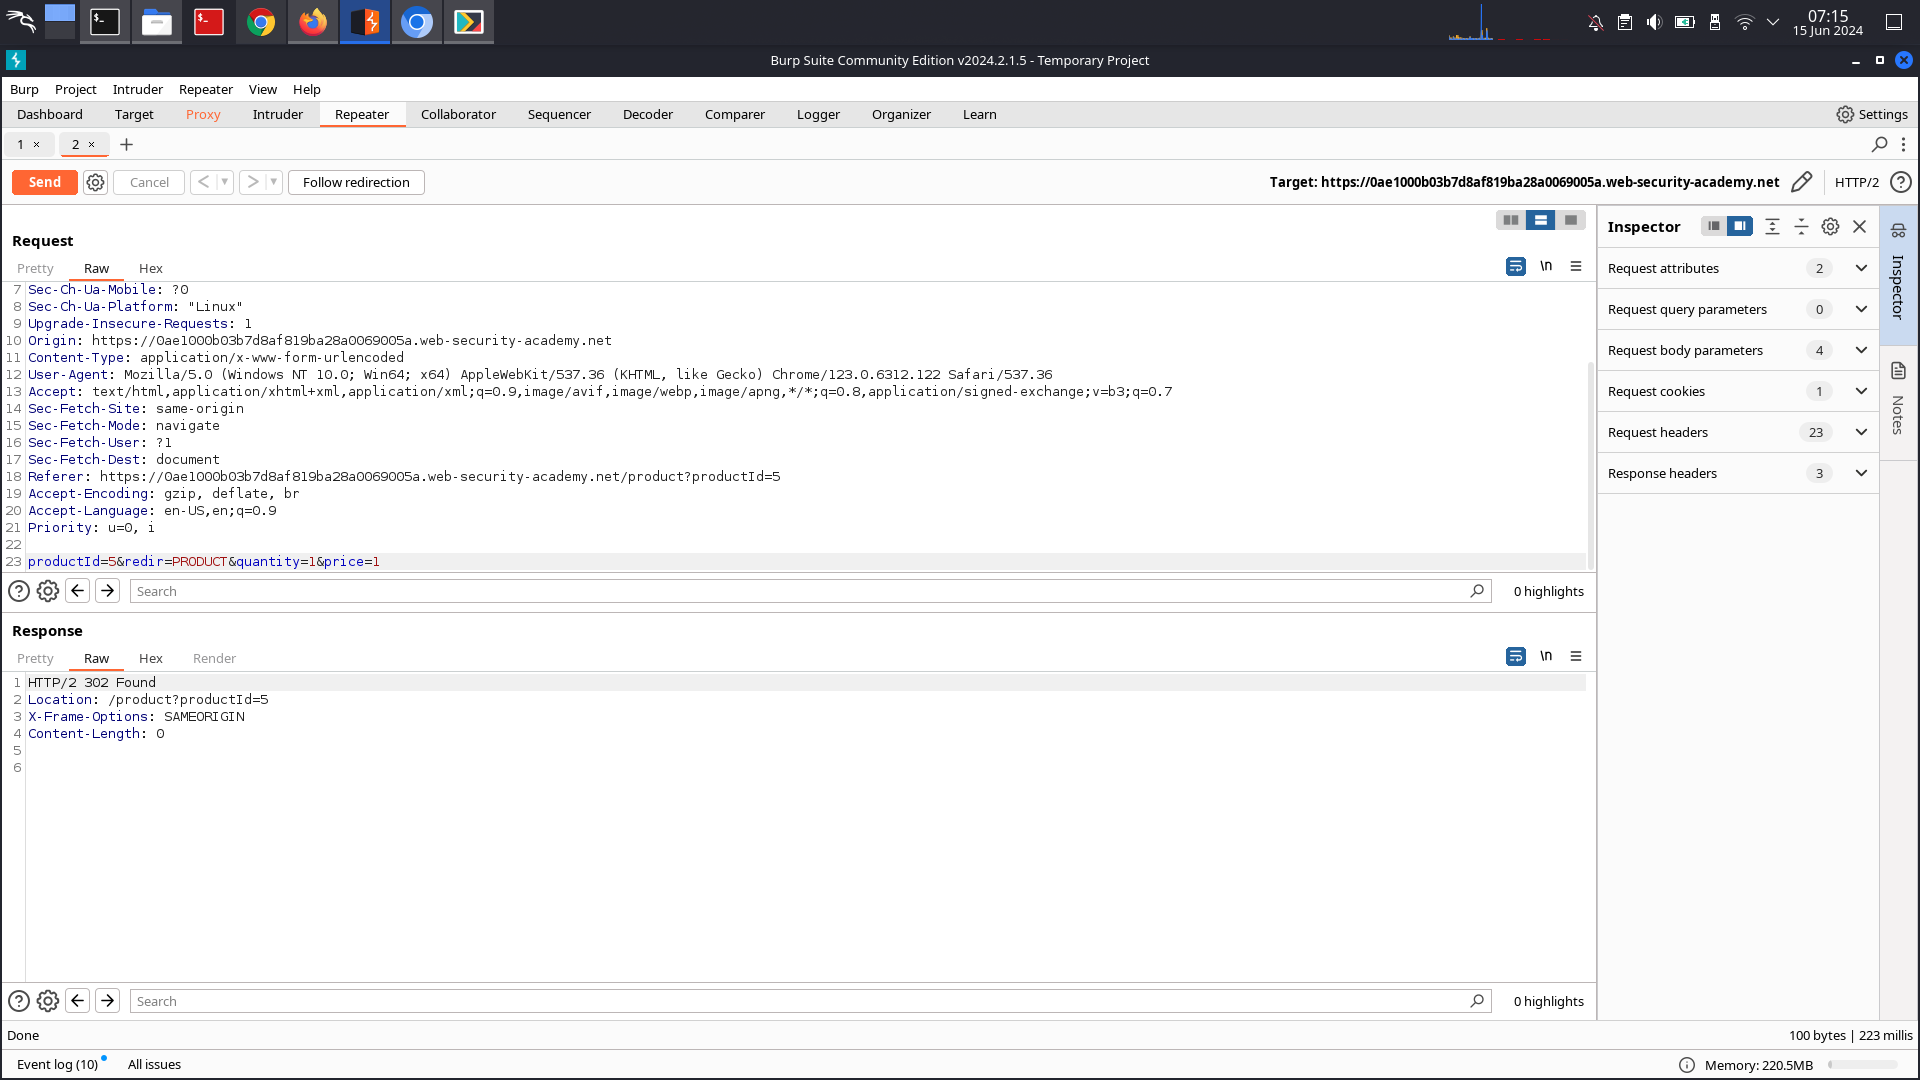 07:15
15 Jun 2024
Burp Suite Community Edition v2024.2.1.5 - Temporary Project
Burp Project Intruder Repeater View Help
Dashboard Target Proxy Intruder Repeater Collaborator Sequencer Decoder Comparer Logger Organizer Learn Settings
1 × 2 × +
Send Cancel < > Follow redirection Target: https://0ae1000b03b7d8af819ba28a0069005a.web-security-academy.net HTTP/2
Request
Pretty Raw Hex \n
7 Sec-Ch-Ua-Mobile: ?0
8 Sec-Ch-Ua-Platform: "Linux"
9 Upgrade-Insecure-Requests: 1
10 Origin: https://0ae1000b03b7d8af819ba28a0069005a.web-security-academy.net
11 Content-Type: application/x-www-form-urlencoded
12 User-Agent: Mozilla/5.0 (Windows NT 10.0; Win64; x64) AppleWebKit/537.36 (KHTML, like Gecko) Chrome/123.0.6312.122 Safari/537.36
13 Accept: text/html,application/xhtml+xml,application/xml;q=0.9,image/avif,image/webp,image/apng,*/*;q=0.8,application/signed-exchange;v=b3;q=0.7
14 Sec-Fetch-Site: same-origin
15 Sec-Fetch-Mode: navigate
16 Sec-Fetch-User: ?1
17 Sec-Fetch-Dest: document
18 Referer: https://0ae1000b03b7d8af819ba28a0069005a.web-security-academy.net/product?productId=5
19 Accept-Encoding: gzip, deflate, br
20 Accept-Language: en-US,en;q=0.9
21 Priority: u=0, i
22
23 productId=5&redir=PRODUCT&quantity=1&price=1
Search 0 highlights
Response
Pretty Raw Hex Render \n
1 HTTP/2 302 Found
2 Location: /product?productId=5
3 X-Frame-Options: SAMEORIGIN
4 Content-Length: 0
5
6
Search 0 highlights
Inspector
Request attributes 2
Request query parameters 0
Request body parameters 4
Request cookies 1
Request headers 23
Response headers 3
Inspector
Notes
Done 100 bytes | 223 millis
Event log (10) All issues Memory: 220.5MB